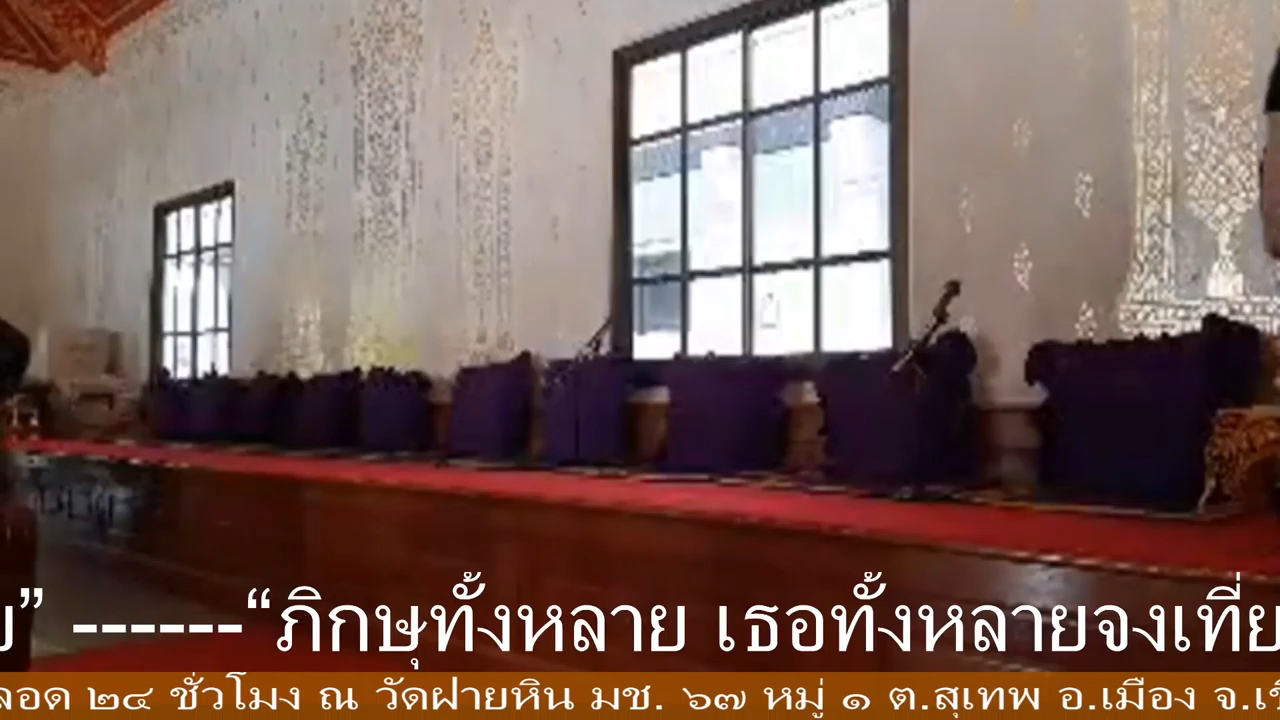 ย” ------“ภิกษุทั้งหลาย เธอทั้งหลายจงเที่ย
ลอด ๒๔ ชั่วโมง ณ วัดฝายหิน มช. ๖๗ หมู่ ๑ ต.สุเทพ อ.เมือง จ.เชี